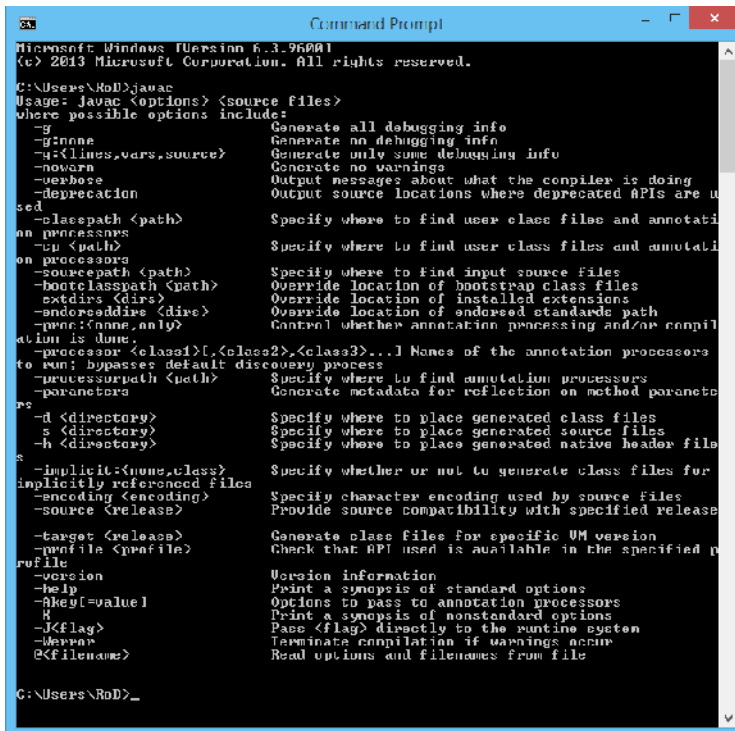 Command Prompt
Microsoft Windows [Version 6.3.9600]
(c) 2013 Microsoft Corporation. All rights reserved.
C:\Users\RoD>javac
Usage: javac <options> <source files>
where possible options include:
-g Generate all debugging info
-g:none Generate no debugging info
-g:{lines,vars,source} Generate only some debugging info
-nowarn Generate no warnings
-verbose Output messages about what the compiler is doing
-deprecation Output source locations where deprecated APIs are u
sed
-classpath <path> Specify where to find user class files and annotati
on processors
-cp <path> Specify where to find user class files and annotati
on processors
-sourcepath <path> Specify where to find input source files
-bootclasspath <path> Override location of bootstrap class files
-extdirs <dirs> Override location of installed extensions
-endorseddirs <dirs> Override location of endorsed standards path
-proc:{none,only} Control whether annotation processing and/or compil
ation is done.
-processor <class1>[,<class2>,<class3>...] Names of the annotation processors
to run; bypasses default discovery process
-processorpath <path> Specify where to find annotation processors
-parameters Generate metadata for reflection on method paramete
rs
-d <directory> Specify where to place generated class files
-s <directory> Specify where to place generated source files
-h <directory> Specify where to place generated native header file
s
-implicit:{none,class} Specify whether or not to generate class files for
implicitly referenced files
-encoding <encoding> Specify character encoding used by source files
-source <release> Provide source compatibility with specified release
-target <release> Generate class files for specific VM version
-profile <profile> Check that API used is available in the specified p
rofile
-version Version information
-help Print a synopsis of standard options
-Akey[=value] Options to pass to annotation processors
-X Print a synopsis of nonstandard options
-J<flag> Pass <flag> directly to the runtime system
-Werror Terminate compilation if warnings occur
@<filename> Read options and filenames from file
C:\Users\RoD>_